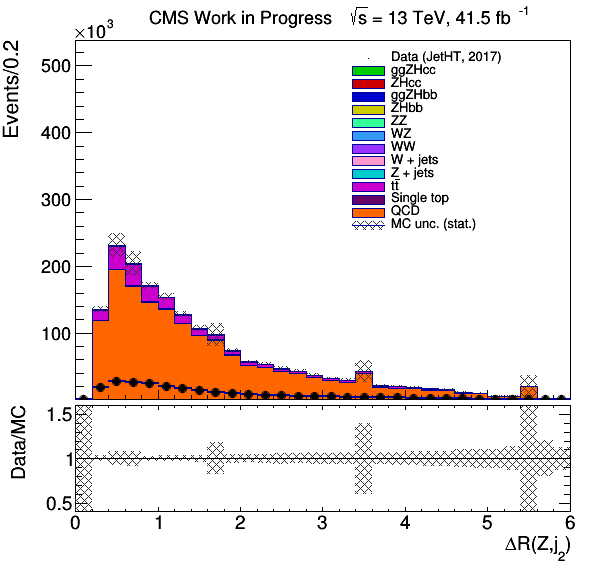 CMS Work in Progress √s = 13 TeV, 41.5 fb⁻¹
×10³
Events/0.2
500
400
300
200
100
Data (JetHT, 2017)
ggZHcc
ZHcc
ggZHbb
ZHbb
ZZ
WZ
WW
W + jets
Z + jets
tt̄
Single top
QCD
MC unc. (stat.)
Data/MC
1.5
1
0.5
0 1 2 3 4 5 6
ΔR(Z,j₂)